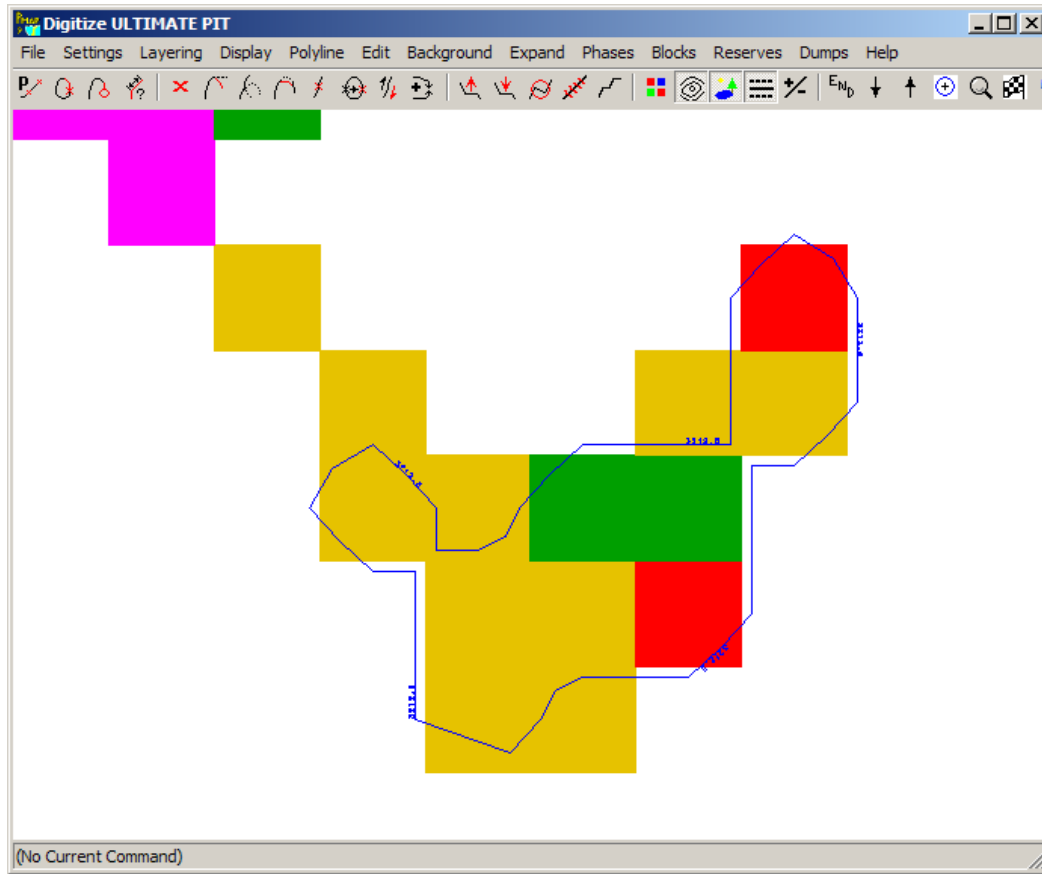 Digitize ULTIMATE PIT
File Settings Layering Display Polyline Edit Background Expand Phases Blocks Reserves Dumps Help
END
(No Current Command)